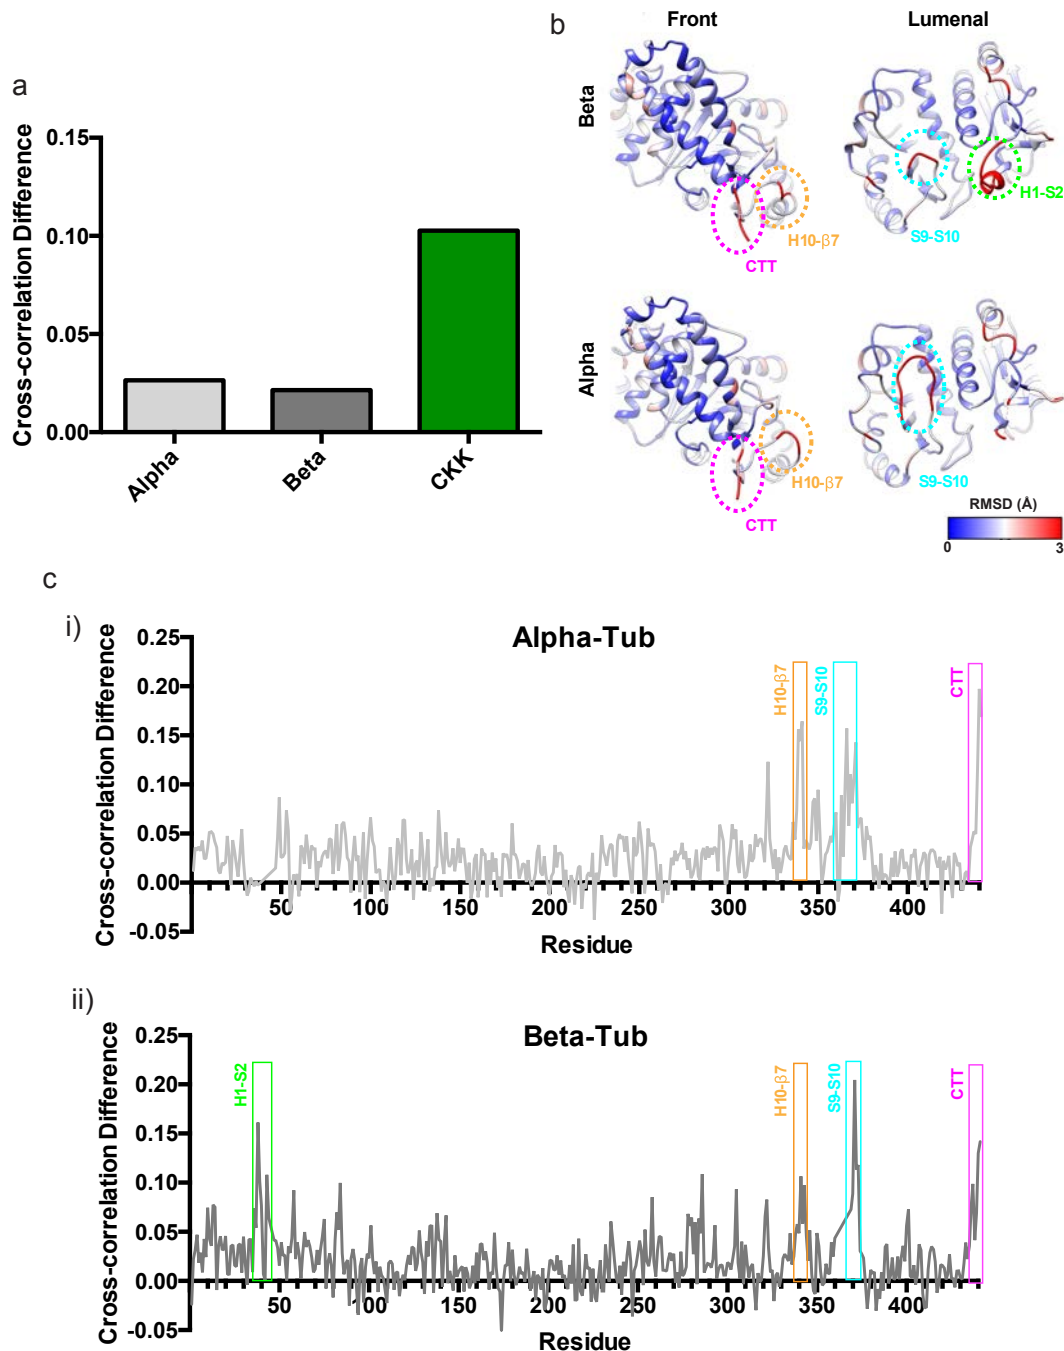 a
Cross-correlation Difference
0.15
0.10
0.05
0.00
Alpha
Beta
CKK
b
Front
Lumenal
Beta
H10-β7
CTT
S9-S10
H1-S2
Alpha
H10-β7
CTT
S9-S10
RMSD (Å)
0
3
c
i)
Alpha-Tub
Cross-correlation Difference
0.25
0.20
0.15
0.10
0.05
0.00
-0.05
H10-β7
S9-S10
CTT
50 100 150 200 250 300 350 400
Residue
ii)
Beta-Tub
Cross-correlation Difference
0.25
0.20
0.15
0.10
0.05
0.00
-0.05
H1-S2
H10-β7
S9-S10
CTT
50 100 150 200 250 300 350 400
Residue